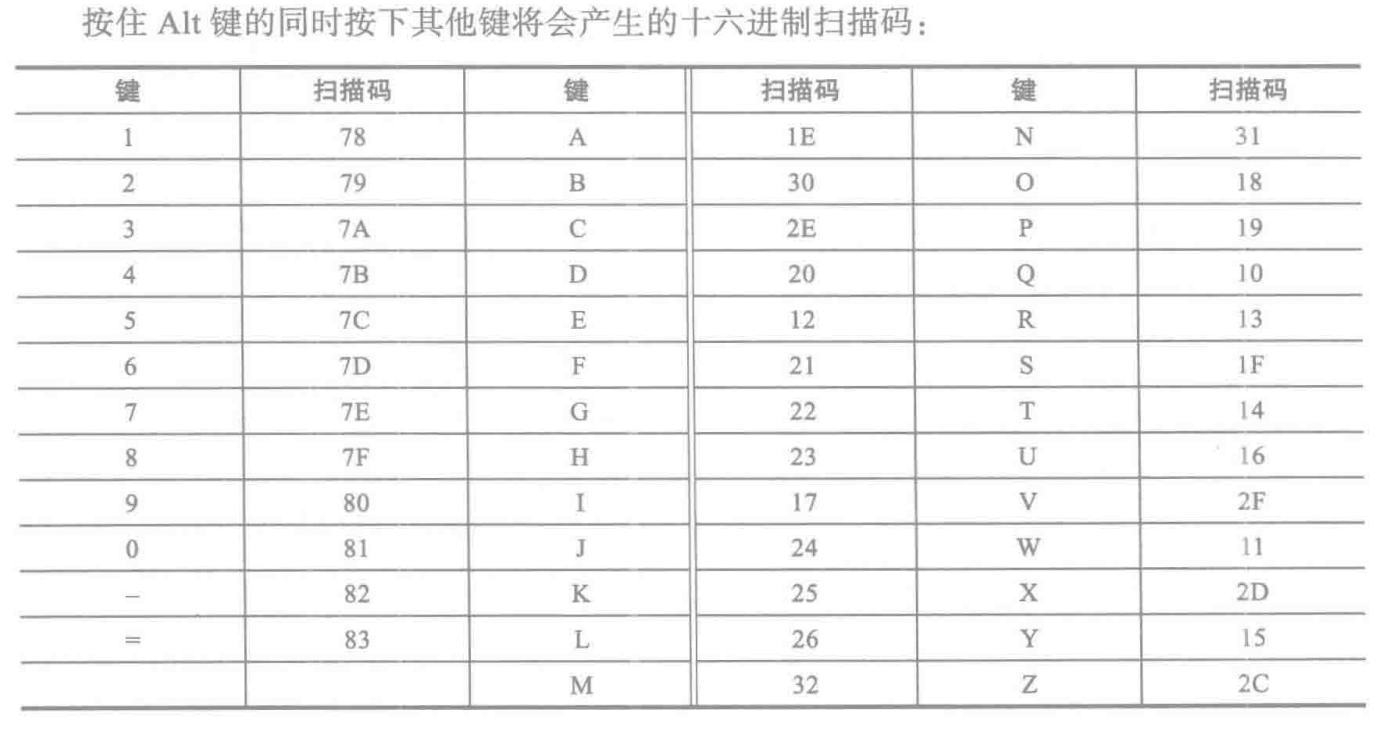 按住 Alt 键的同时按下其他键将会产生的十六进制扫描码：
键 扫描码 键 扫描码 键 扫描码
1 78 A 1E N 31
2 79 B 30 O 18
3 7A C 2E P 19
4 7B D 20 Q 10
5 7C E 12 R 13
6 7D F 21 S 1F
7 7E G 22 T 14
8 7F H 23 U 16
9 80 I 17 V 2F
0 81 J 24 W 11
– 82 K 25 X 2D
= 83 L 26 Y 15
M 32 Z 2C